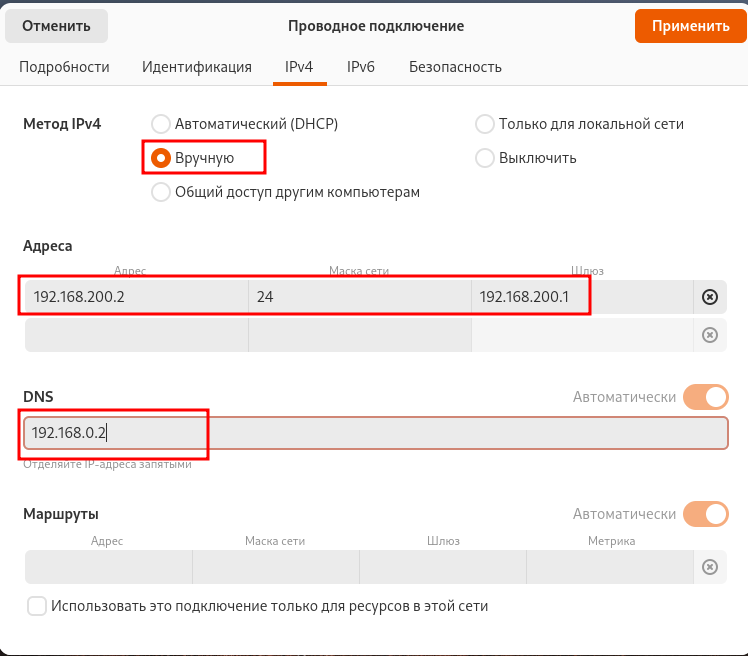 Отменить Проводное подключение Применить
Подробности Идентификация IPv4 IPv6 Безопасность
Метод IPv4 Автоматический (DHCP) Только для локальной сети
Вручную Выключить
Общий доступ другим компьютерам
Адреса
Адрес Маска сети Шлюз
192.168.200.2 24 192.168.200.1
DNS Автоматически
192.168.0.2
Отделяйте IP-адреса запятыми
Маршруты Автоматически
Адрес Маска сети Шлюз Метрика
Использовать это подключение только для ресурсов в этой сети